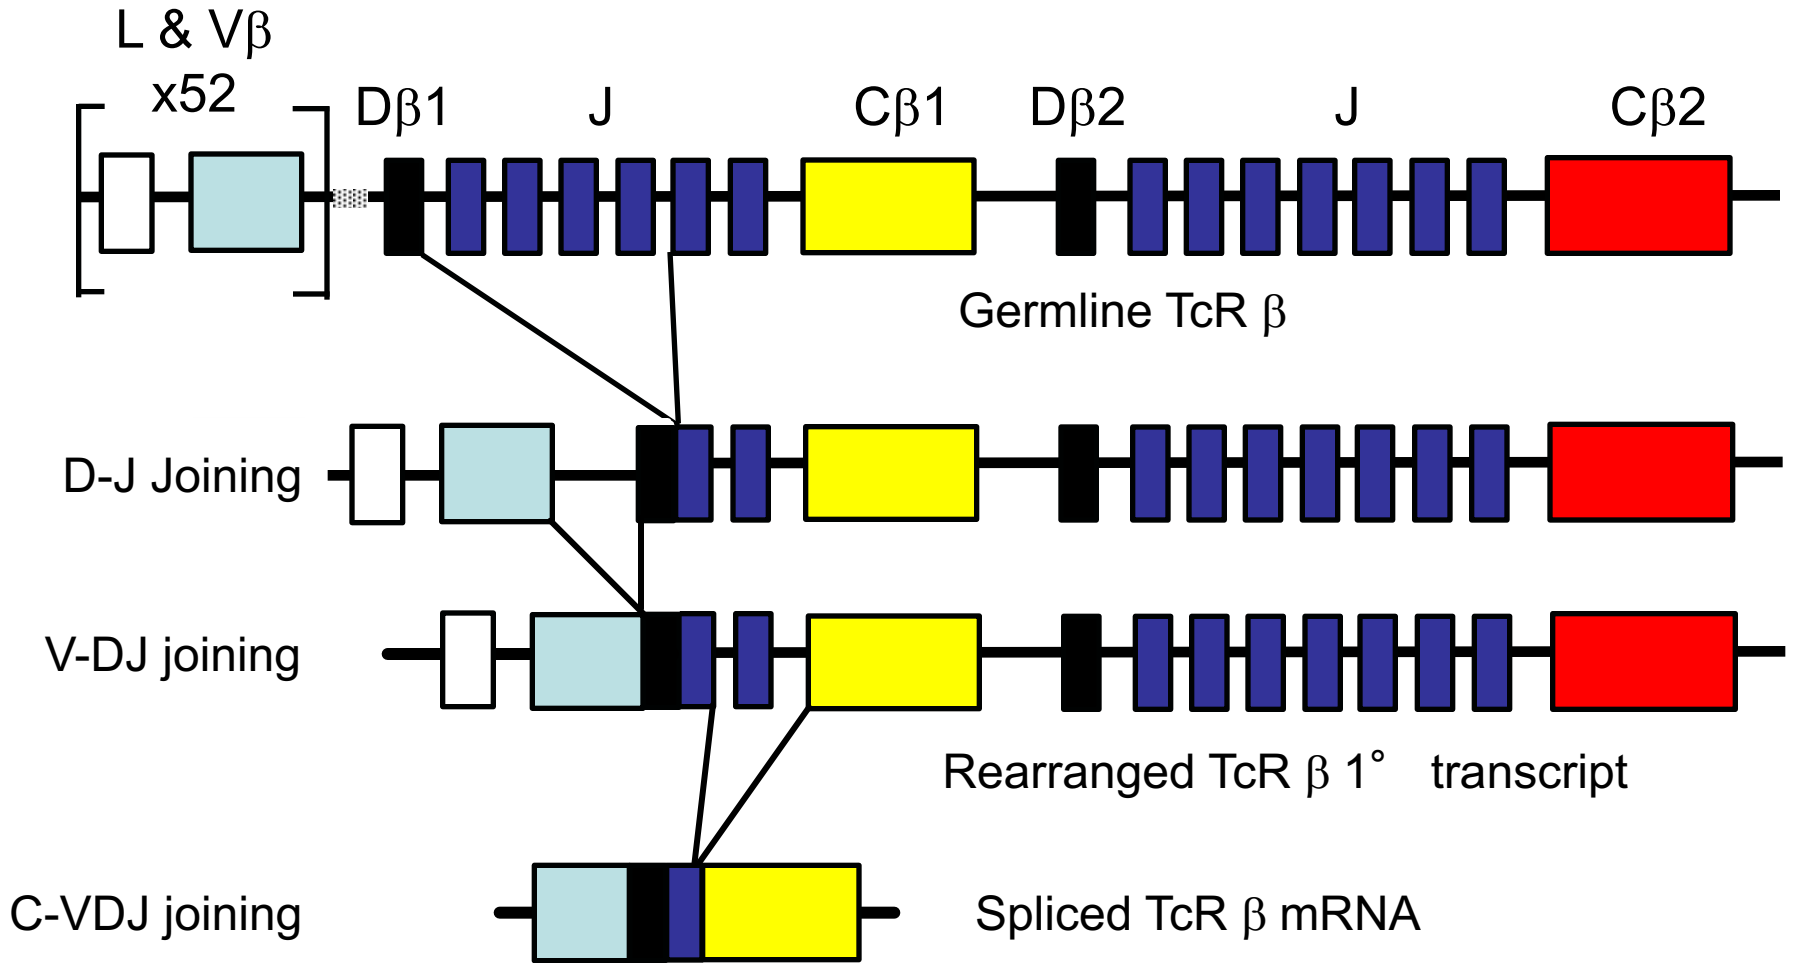 L & Vβ
x52
Dβ1 J Cβ1 Dβ2 J Cβ2
Germline TcR β
D-J Joining
V-DJ joining
Rearranged TcR β 1° transcript
C-VDJ joining
Spliced TcR β mRNA